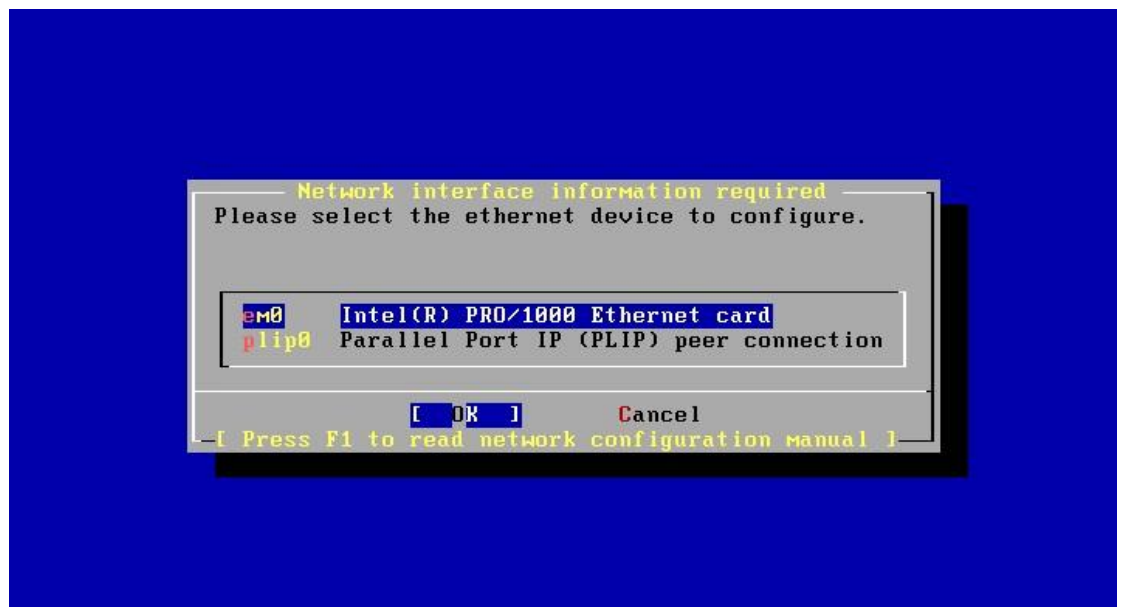 Network interface information required
Please select the ethernet device to configure.
em0 Intel(R) PRO/1000 Ethernet card
plip0 Parallel Port IP (PLIP) peer connection
[ OK ] Cancel
[ Press F1 to read network configuration manual ]